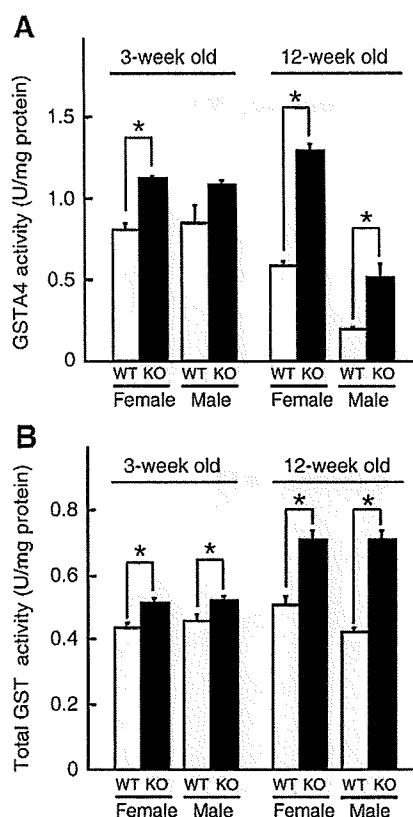 A
3-week old 12-week old
GSTA4 activity (U/mg protein)
1.5
1.0
0.5
0
* * *
WT KO WT KO WT KO WT KO
Female Male Female Male
B
3-week old 12-week old
Total GST activity (U/mg protein)
0.8
0.6
0.4
0.2
0
* * * *
WT KO WT KO WT KO WT KO
Female Male Female Male